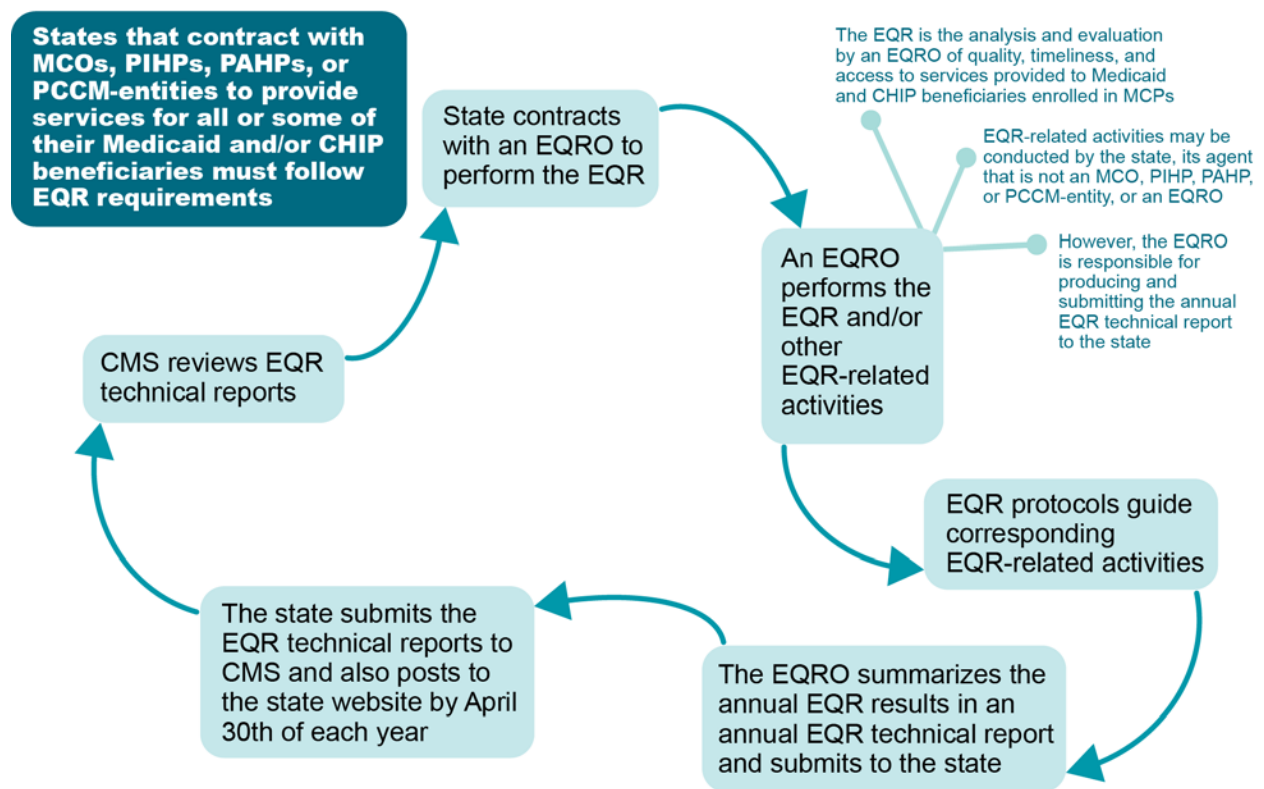 States that contract with
MCOs, PIHPs, PAHPs, or
PCCM-entities to provide
services for all or some of
their Medicaid and/or CHIP
beneficiaries must follow
EQR requirements
State contracts
with an EQRO to
perform the EQR
The EQR is the analysis and evaluation
by an EQRO of quality, timeliness, and
access to services provided to Medicaid
and CHIP beneficiaries enrolled in MCPs
EQR-related activities may be
conducted by the state, its agent
that is not an MCO, PIHP, PAHP,
or PCCM-entity, or an EQRO
However, the EQRO
is responsible for
producing and
submitting the annual
EQR technical report
to the state
An EQRO
performs the
EQR and/or
other
EQR-related
activities
EQR protocols guide
corresponding
EQR-related activities
The EQRO summarizes the
annual EQR results in an
annual EQR technical report
and submits to the state
The state submits the
EQR technical reports to
CMS and also posts to
the state website by April
30th of each year
CMS reviews EQR
technical reports